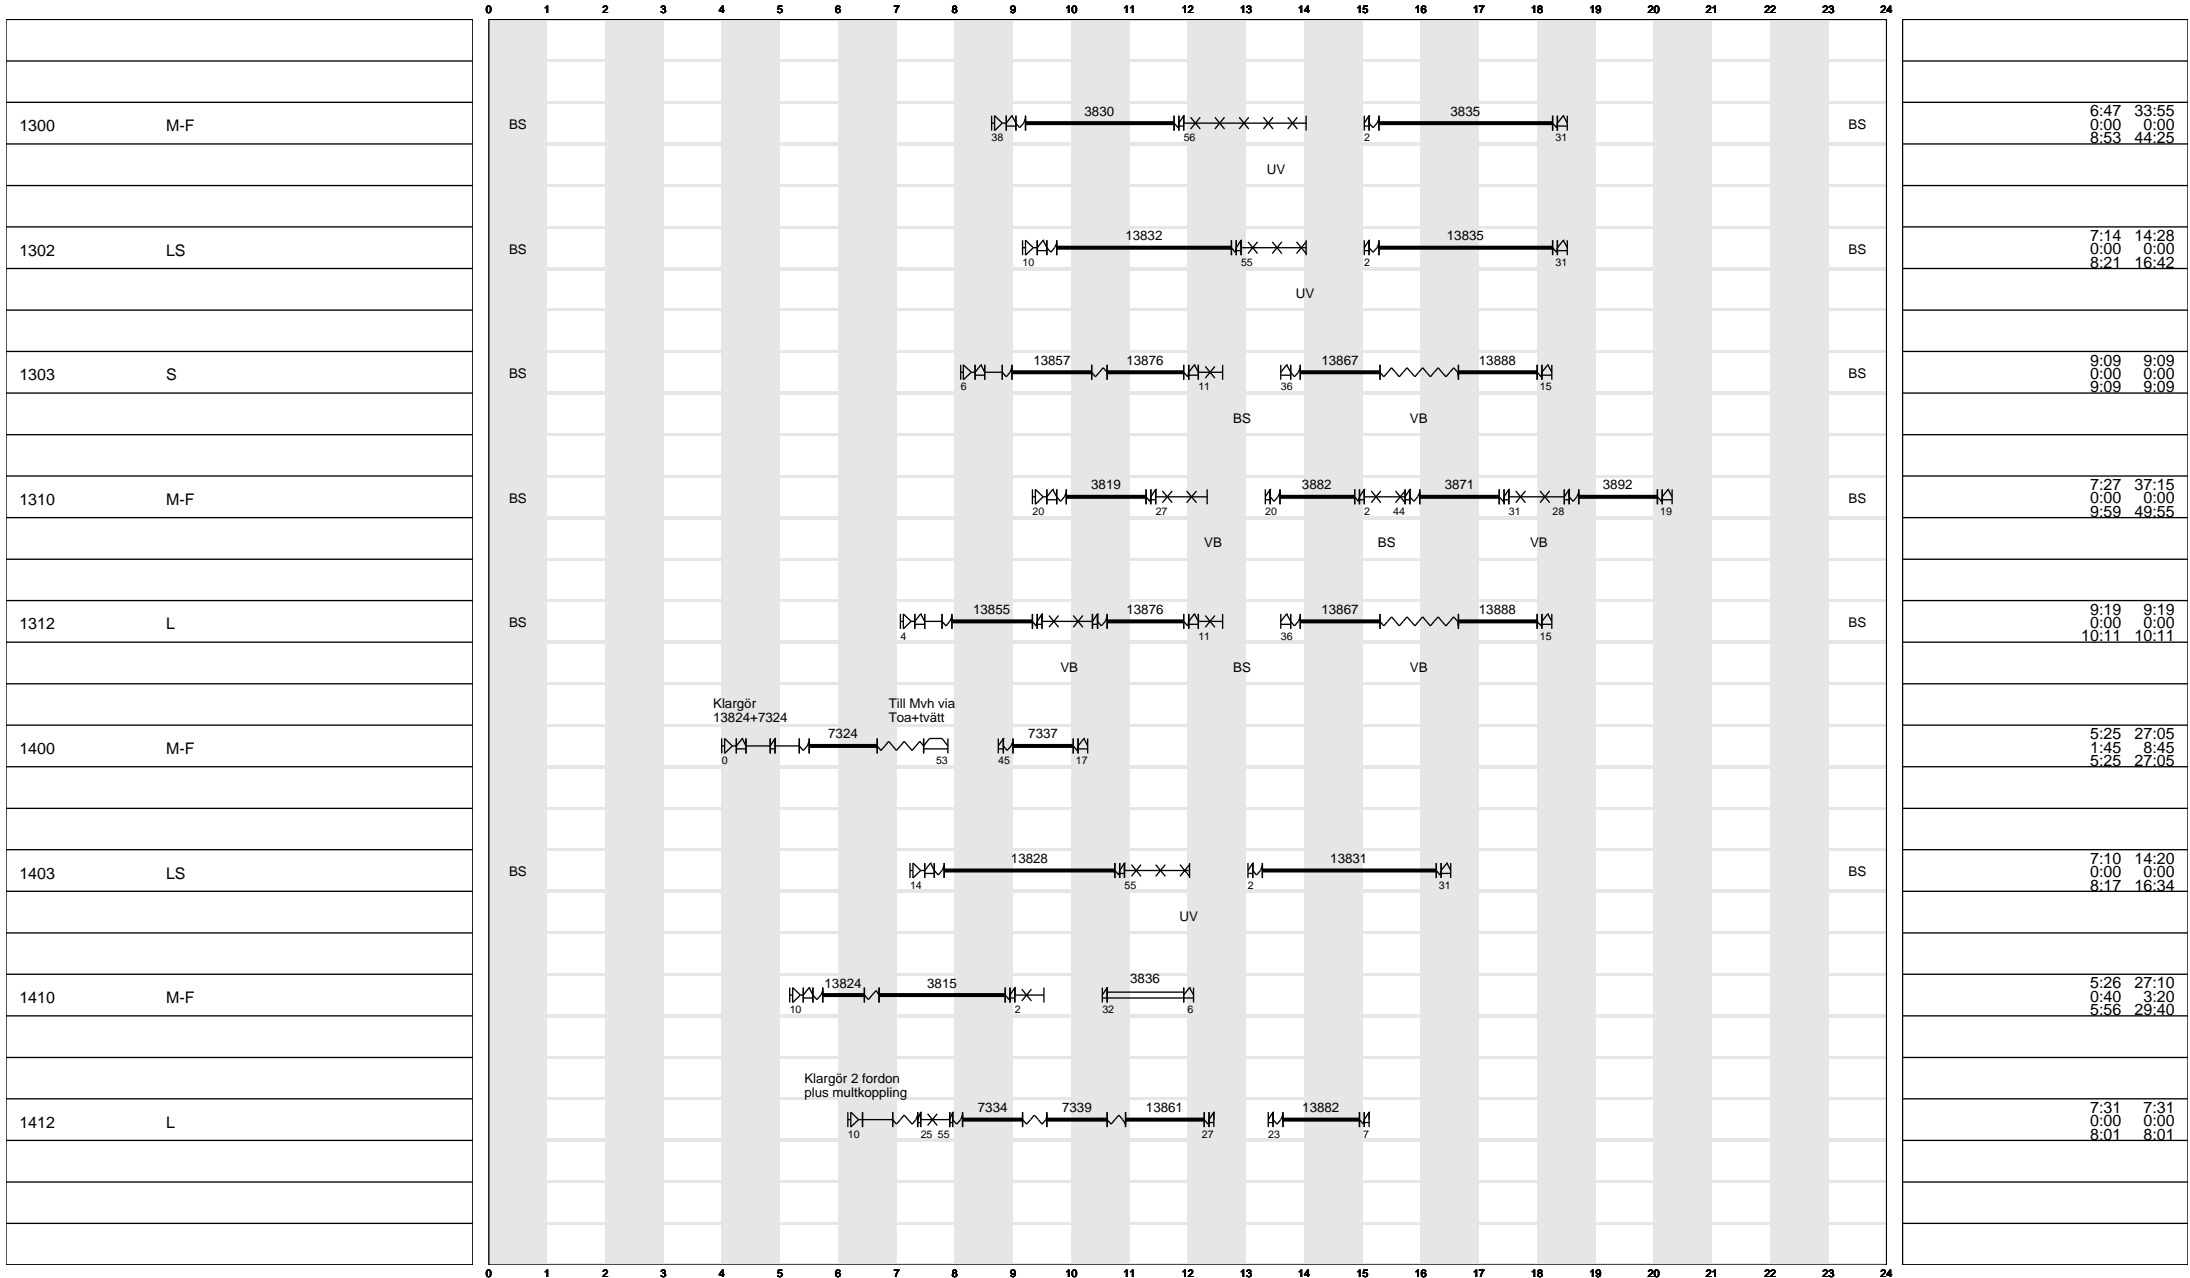 0 1 2 3 4 5 6 7 8 9 10 11 12 13 14 15 16 17 18 19 20 21 22 23 24
3830 3835 6:47 33:55
1300 M-F BS BS 0:00 0:00
38 56 2 31 8:53 44:25
UV
13832 13835 7:14 14:28
1302 LS BS BS 0:00 0:00
10 55 2 31 8:21 16:42
UV
13857 13876 13867 13888 9:09 9:09
1303 S BS BS 0:00 0:00
6 11 36 15 9:09 9:09
BS VB
3819 3882 3871 3892 7:27 37:15
1310 M-F BS BS 0:00 0:00
20 27 20 2 44 31 28 19 9:59 49:55
VB BS VB
13855 13876 13867 13888 9:19 9:19
1312 L BS BS 0:00 0:00
4 11 36 15 10:11 10:11
VB BS VB
Klargör Till Mvh via
13824+7324 Toa+tvätt
7324 7337 5:25 27:05
1400 M-F 1:45 8:45
0 53 45 17 5:25 27:05
13828 13831 7:10 14:20
1403 LS BS BS 0:00 0:00
14 55 2 31 8:17 16:34
UV
13824 3815 3836 5:26 27:10
1410 M-F 0:40 3:20
10 2 32 6 5:56 29:40
Klargör 2 fordon
plus multkoppling
7334 7339 13861 13882 7:31 7:31
1412 L 0:00 0:00
10 25 55 27 23 7 8:01 8:01
0 1 2 3 4 5 6 7 8 9 10 11 12 13 14 15 16 17 18 19 20 21 22 23 24